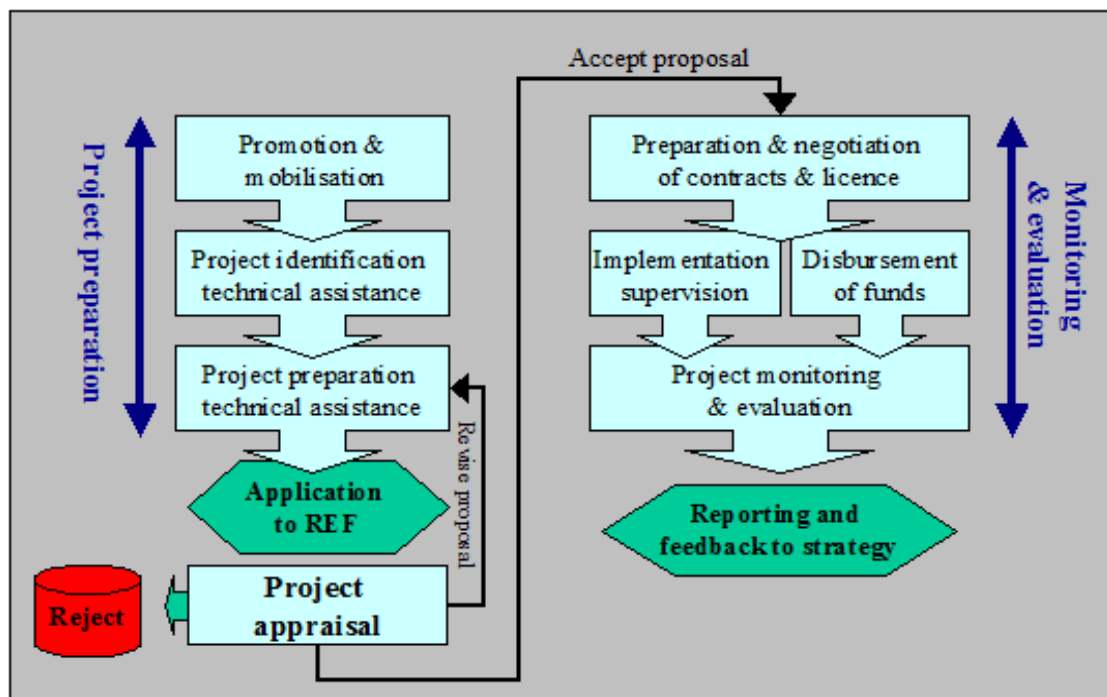 Accept proposal
Project preparation
Promotion &
mobilisation
Project identification
technical assistance
Project preparation
technical assistance
Revise proposal
Application
to REF
Project
appraisal
Reject
Preparation & negotiation
of contracts & licence
Implementation
supervision
Disbursement
of funds
Project monitoring
& evaluation
Reporting and
feedback to strategy
Monitoring
& evaluation